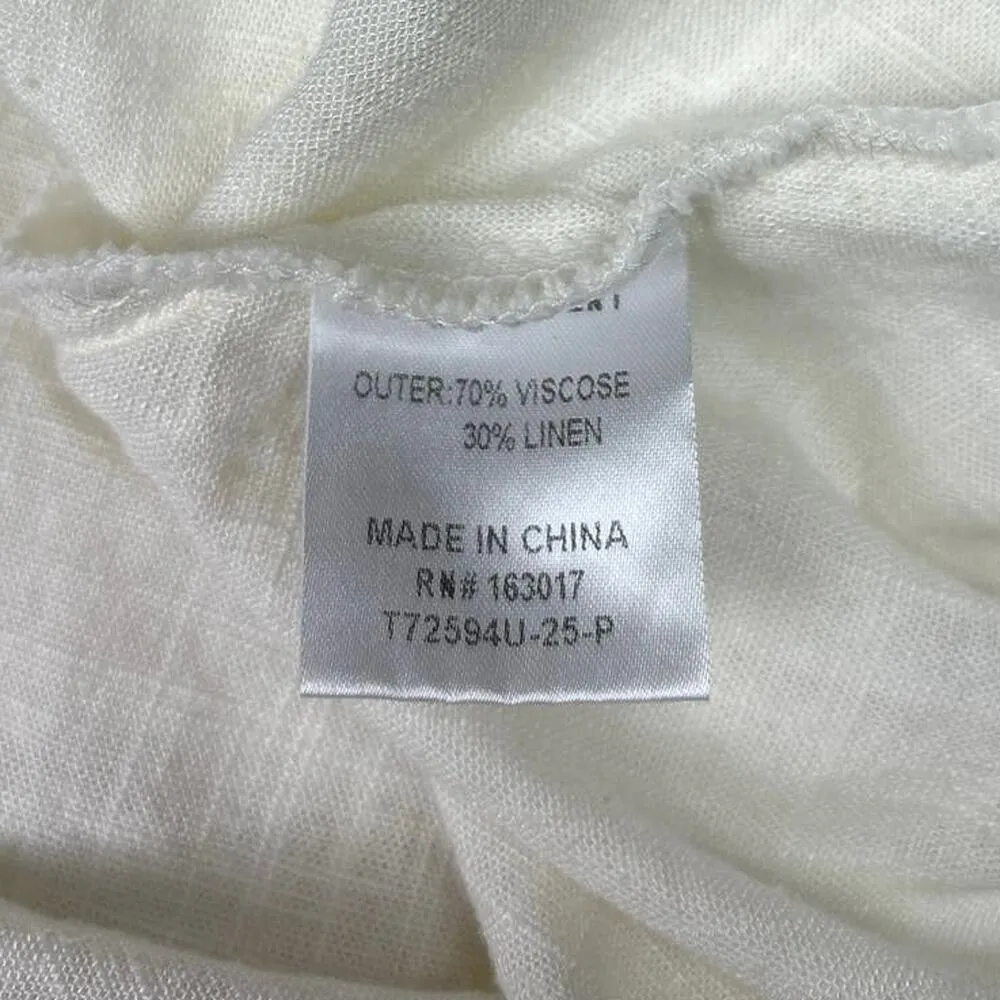 OUTER:70% VISCOSE
30% LINEN
MADE IN CHINA
RN# 163017
T72594U-25-P